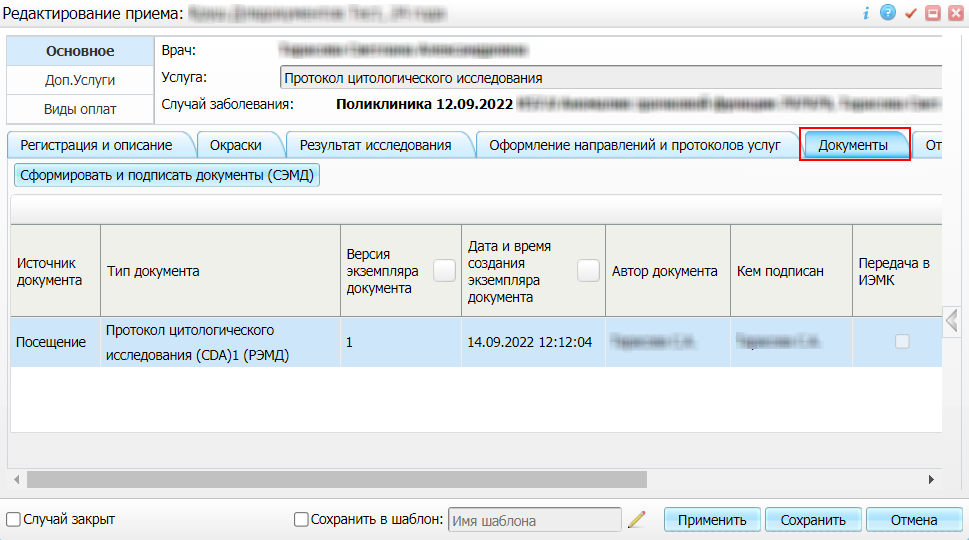 Редактирование приема:
Основное
Доп.Услуги
Виды оплат
Врач:
Услуга: Протокол цитологического исследования
Случай заболевания: Поликлиника 12.09.2022
Регистрация и описание Окраски Результат исследования Оформление направлений и протоколов услуг Документы От
Сформировать и подписать документы (СЭМД)
Источник
документа
Тип документа
Версия
экземпляра
документа
Дата и время
создания
экземпляра
документа
Автор документа
Кем подписан
Передача в
ИЭМК
Посещение
Протокол цитологического
исследования (CDA)1 (РЭМД)
1
14.09.2022 12:12:04
Случай закрыт Сохранить в шаблон: Имя шаблона Применить Сохранить Отмена